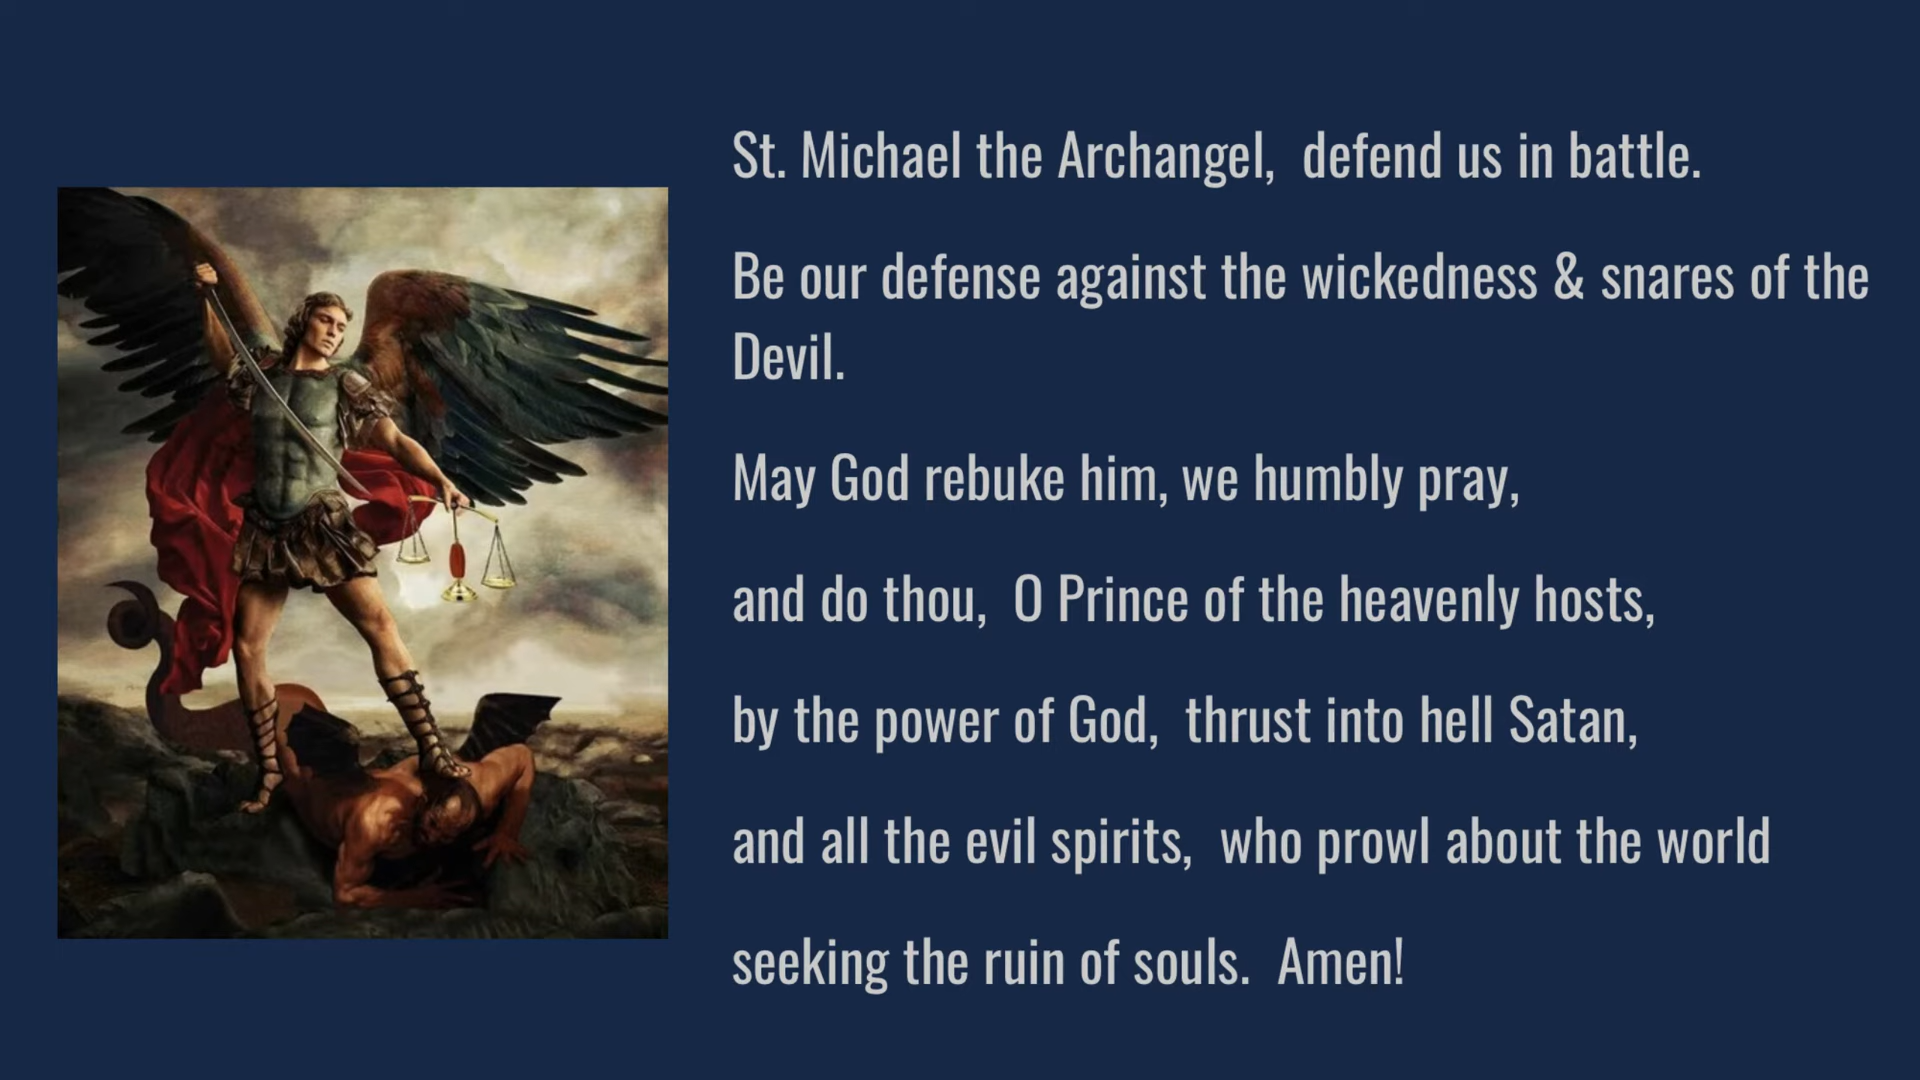 St. Michael the Archangel,  defend us in battle.
Be our defense against the wickedness & snares of the
Devil.
May God rebuke him, we humbly pray,
and do thou,  O Prince of the heavenly hosts,
by the power of God,  thrust into hell Satan,
and all the evil spirits,  who prowl about the world
seeking the ruin of souls.  Amen!